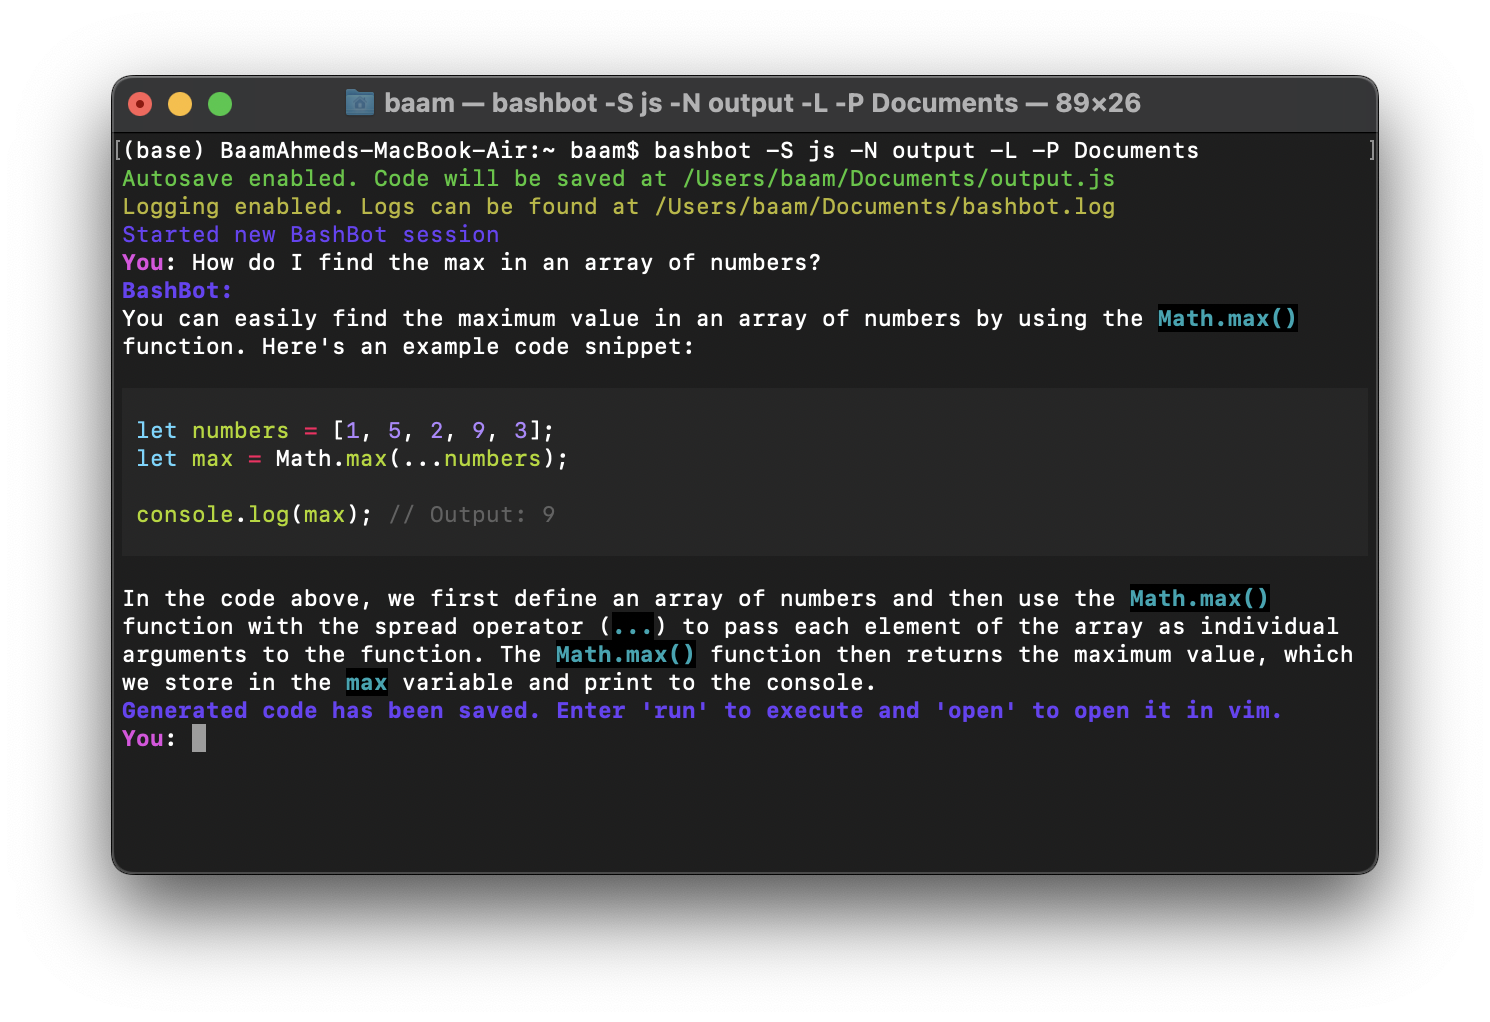 baam — bashbot -S js -N output -L -P Documents — 89×26
[(base) BaamAhmeds-MacBook-Air:~ baam$ bashbot -S js -N output -L -P Documents ]
Autosave enabled. Code will be saved at /Users/baam/Documents/output.js
Logging enabled. Logs can be found at /Users/baam/Documents/bashbot.log
Started new BashBot session
You: How do I find the max in an array of numbers?
BashBot:
You can easily find the maximum value in an array of numbers by using the Math.max()
function. Here's an example code snippet:
let numbers = [1, 5, 2, 9, 3];
let max = Math.max(...numbers);
console.log(max); // Output: 9
In the code above, we first define an array of numbers and then use the Math.max()
function with the spread operator (...) to pass each element of the array as individual
arguments to the function. The Math.max() function then returns the maximum value, which
we store in the max variable and print to the console.
Generated code has been saved. Enter 'run' to execute and 'open' to open it in vim.
You: